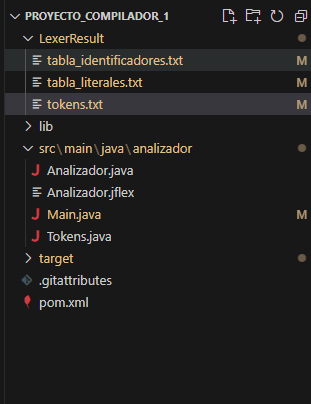 PROYECTO_COMPILADOR_1
LexerResult
tabla_identificadores.txt M
tabla_literales.txt M
tokens.txt M
lib
src\main\java\analizador
Analizador.java
Analizador.jflex
Main.java M
Tokens.java
target
.gitattributes
pom.xml